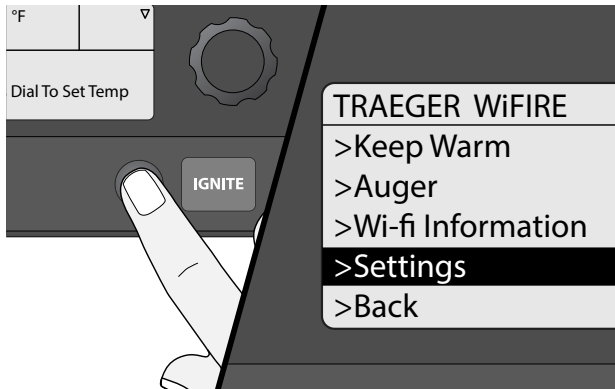 °F
Dial To Set Temp
IGNITE
TRAEGER WiFIRE
>Keep Warm
>Auger
>Wi-fi Information
>Settings
>Back